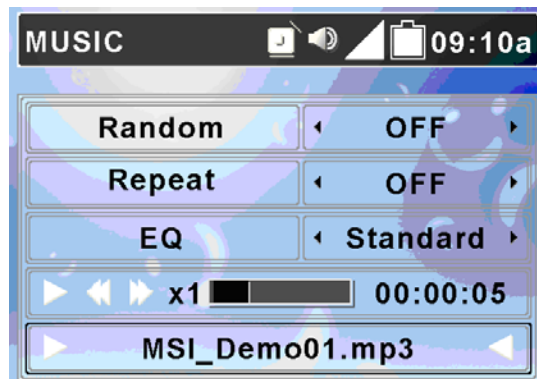 MUSIC 09:10a
Random OFF
Repeat OFF
EQ Standard
x1 00:00:05
MSI_Demo01.mp3